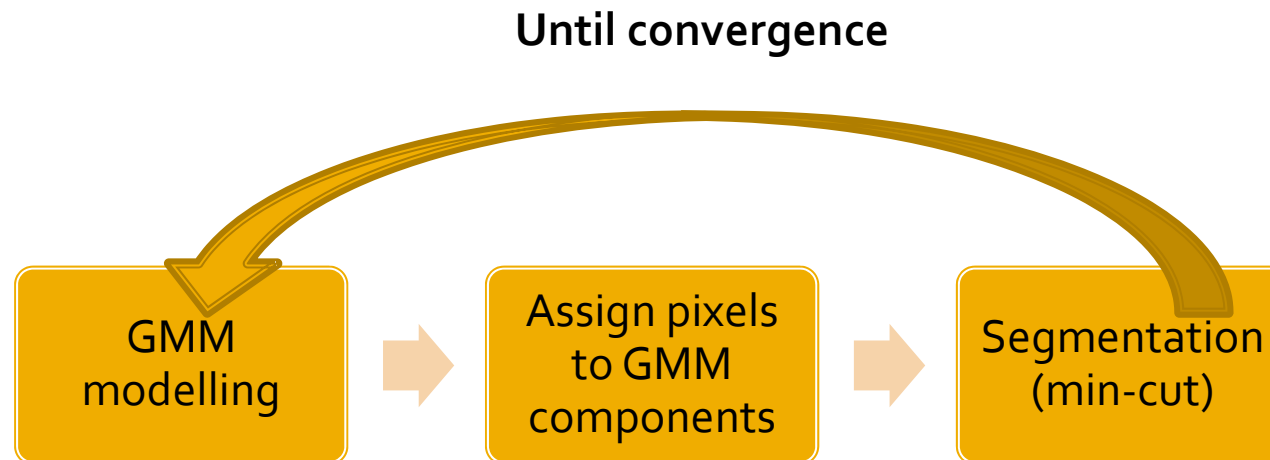 Until convergence
GMM
modelling
Assign pixels
to GMM
components
Segmentation
(min-cut)